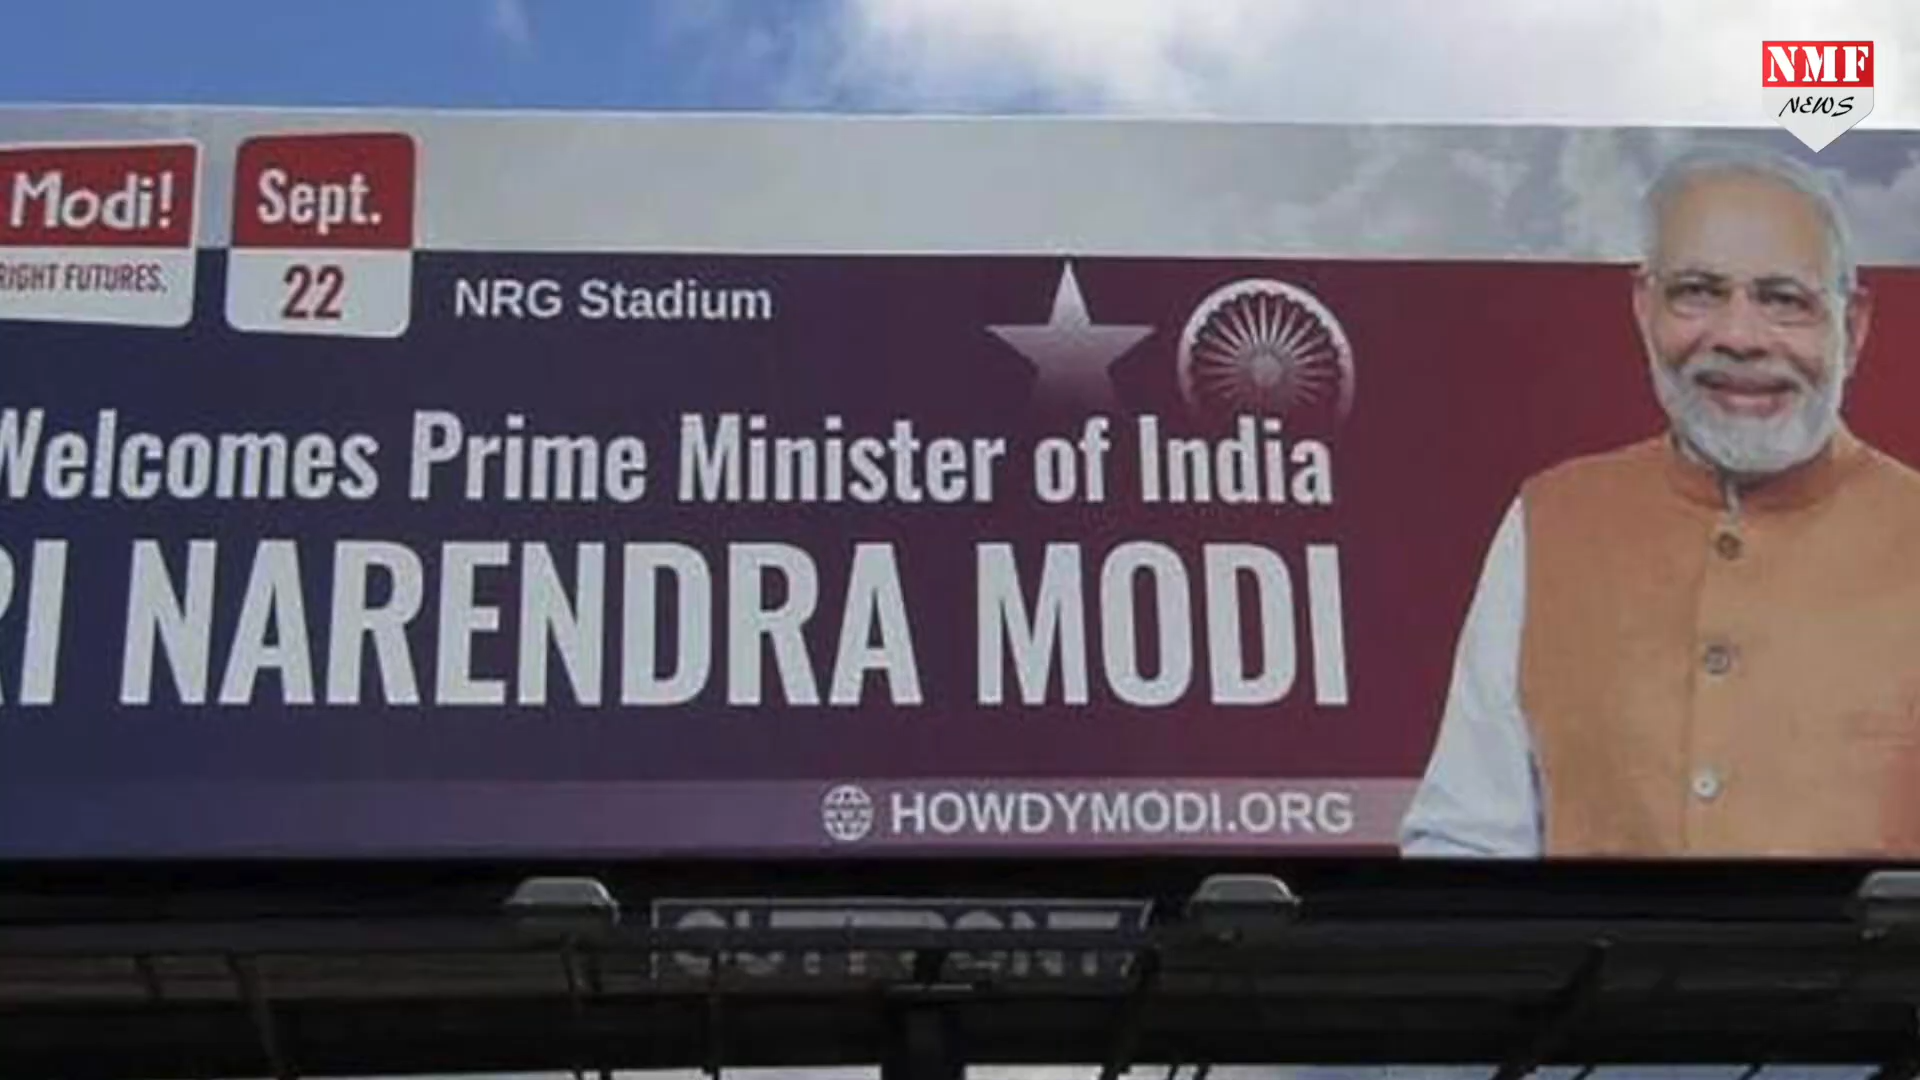 NMF
NEWS
Modi!
Sept.
RIGHT FUTURES.
22
NRG Stadium
Welcomes Prime Minister of India
RI NARENDRA MODI
HOWDYMODI.ORG
OUTFRONT/